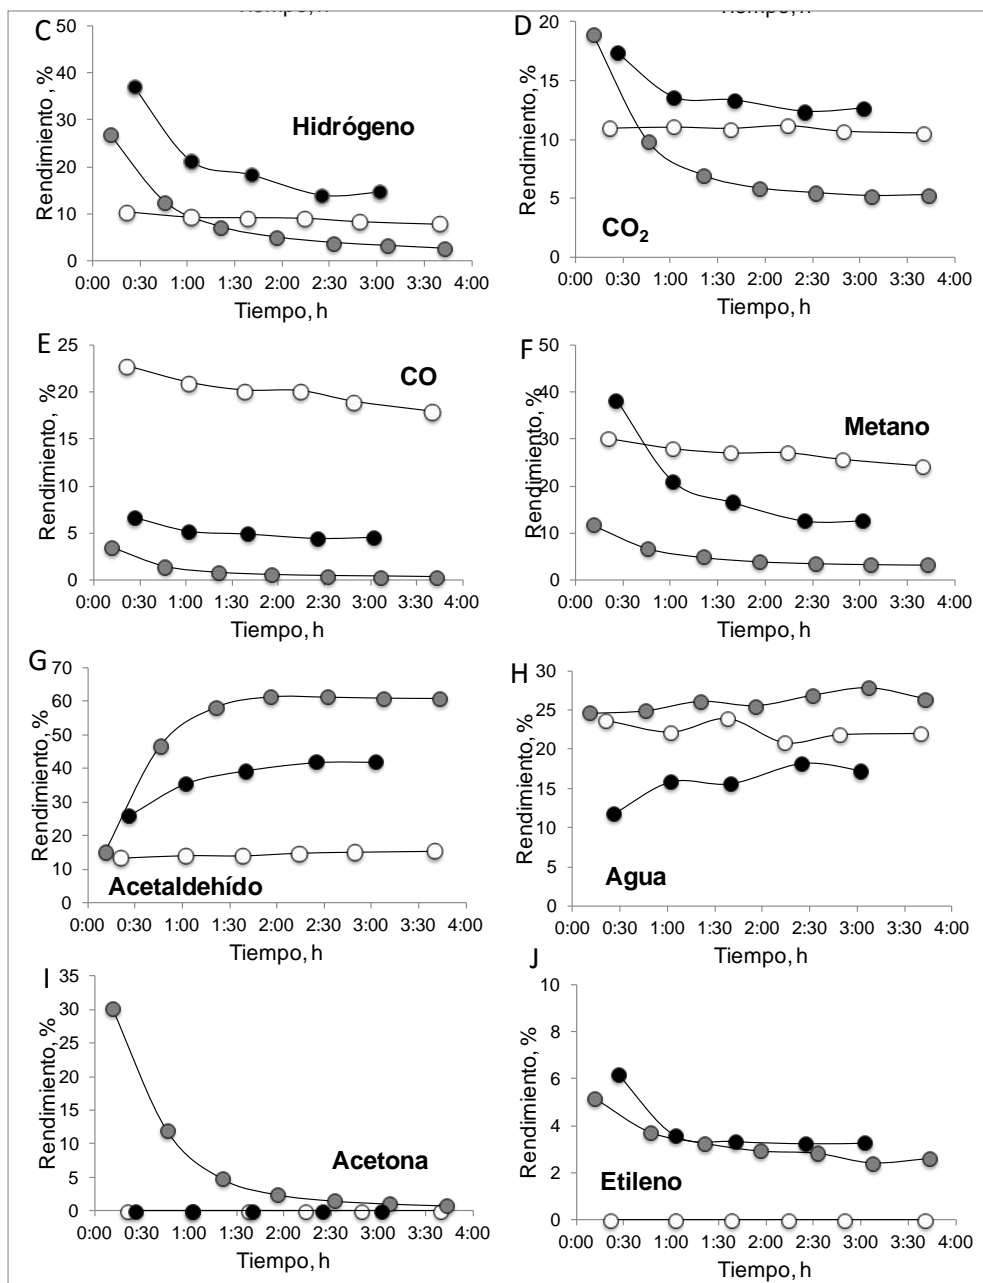 Tiempo, h
Tiempo, h
C
50
40
30
20
10
0
Rendimiento, %
Hidrógeno
0:00 0:30 1:00 1:30 2:00 2:30 3:00 3:30 4:00
Tiempo, h
D
20
15
10
5
0
Rendimiento, %
CO2
0:00 0:30 1:00 1:30 2:00 2:30 3:00 3:30 4:00
Tiempo, h
E
25
20
15
10
5
0
Rendimiento, %
CO
0:00 0:30 1:00 1:30 2:00 2:30 3:00 3:30 4:00
Tiempo, h
F
50
40
30
20
10
0
Rendimiento, %
Metano
0:00 0:30 1:00 1:30 2:00 2:30 3:00 3:30 4:00
Tiempo, h
G
70
60
50
40
30
20
10
0
Rendimiento, %
Acetaldehído
0:00 0:30 1:00 1:30 2:00 2:30 3:00 3:30 4:00
Tiempo, h
H
30
25
20
15
10
5
0
Rendimiento, %
Agua
0:00 0:30 1:00 1:30 2:00 2:30 3:00 3:30 4:00
Tiempo, h
I
35
30
25
20
15
10
5
0
Rendimiento, %
Acetona
0:00 0:30 1:00 1:30 2:00 2:30 3:00 3:30 4:00
Tiempo, h
J
10
8
6
4
2
0
Rendimiento, %
Etileno
0:00 0:30 1:00 1:30 2:00 2:30 3:00 3:30 4:00
Tiempo, h